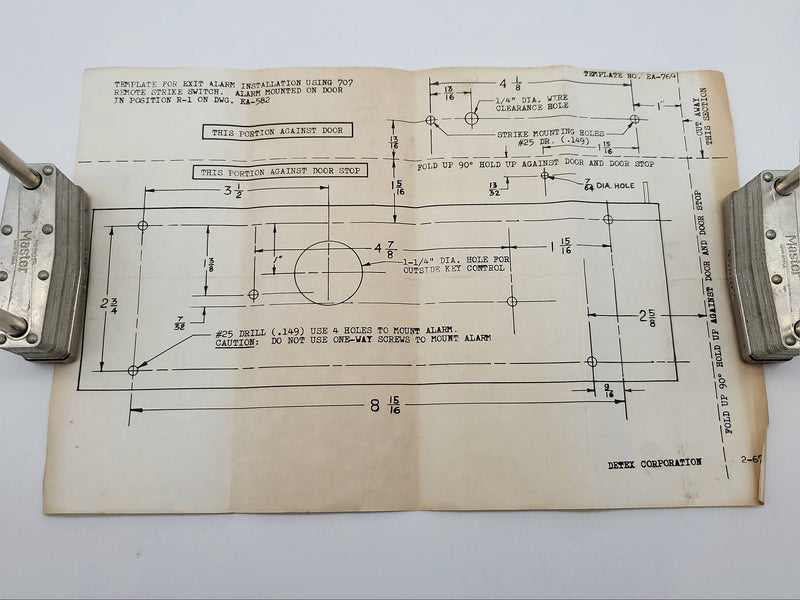 TEMPLATE FOR EXIT ALARM INSTALLATION USING 707
REMOTE STRIKE SWITCH. ALARM MOUNTED ON DOOR
IN POSITION R-1 ON DWG. EA-582
TEMPLATE NO. EA-769
4 1/8
13/16
1"
1/4" DIA. WIRE
CLEARANCE HOLE
CUT AWAY
THIS SECTION
THIS PORTION AGAINST DOOR
13/16
STRIKE MOUNTING HOLES
#25 DR. (.149)
1 13/16
FOLD UP 90° HOLD UP AGAINST DOOR AND DOOR STOP
THIS PORTION AGAINST DOOR STOP
3 1/2
1 5/16
13/32
7/64 DIA. HOLE
4 7/8
1 15/16
1"
1-1/4" DIA. HOLE FOR
OUTSIDE KEY CONTROL
2 3/4
2 5/8
7/32
#25 DRILL (.149) USE 4 HOLES TO MOUNT ALARM.
CAUTION: DO NOT USE ONE-WAY SCREWS TO MOUNT ALARM
9/16
8 15/16
FOLD UP 90° HOLD UP AGAINST DOOR AND DOOR STOP
DETEX CORPORATION
2-67
Master